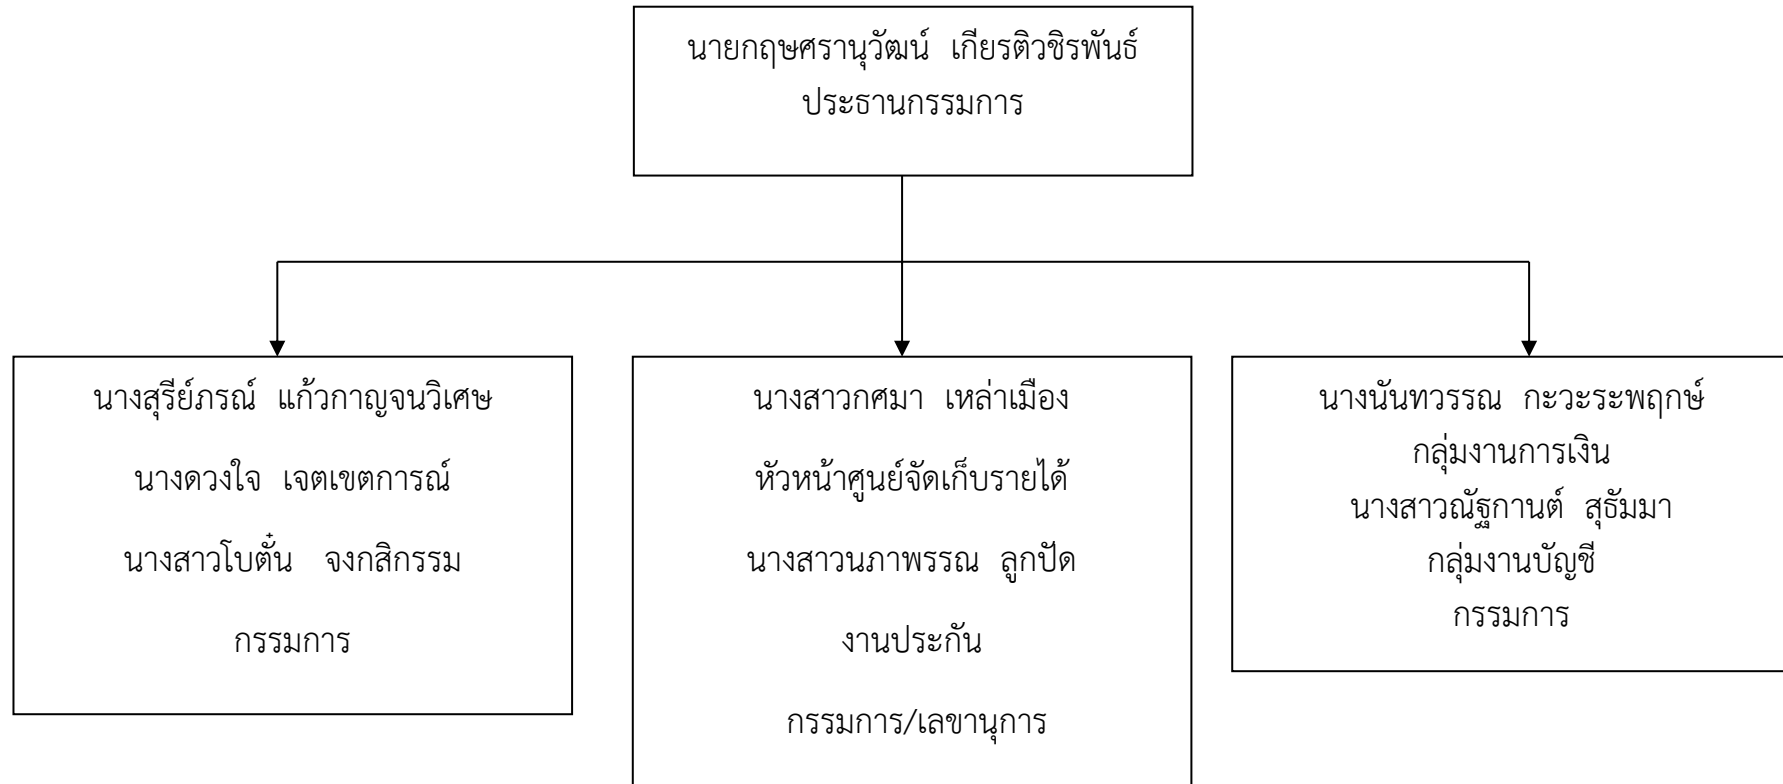 นายกฤษศรานุวัฒน์ เกียรติวชิรพันธ์
ประธานกรรมการ
นางสุรีย์ภรณ์ แก้วกาญจนวิเศษ
นางดวงใจ เจตเขตการณ์
นางสาวโบตั๋น จงกสิกรรม
กรรมการ
นางสาวกศมา เหล่าเมือง
หัวหน้าศูนย์จัดเก็บรายได้
นางสาวนภาพรรณ ลูกปัด
งานประกัน
กรรมการ/เลขานุการ
นางนันทวรรณ กะวะระพฤกษ์
กลุ่มงานการเงิน
นางสาวณัฐกานต์ สุธัมมา
กลุ่มงานบัญชี
กรรมการ